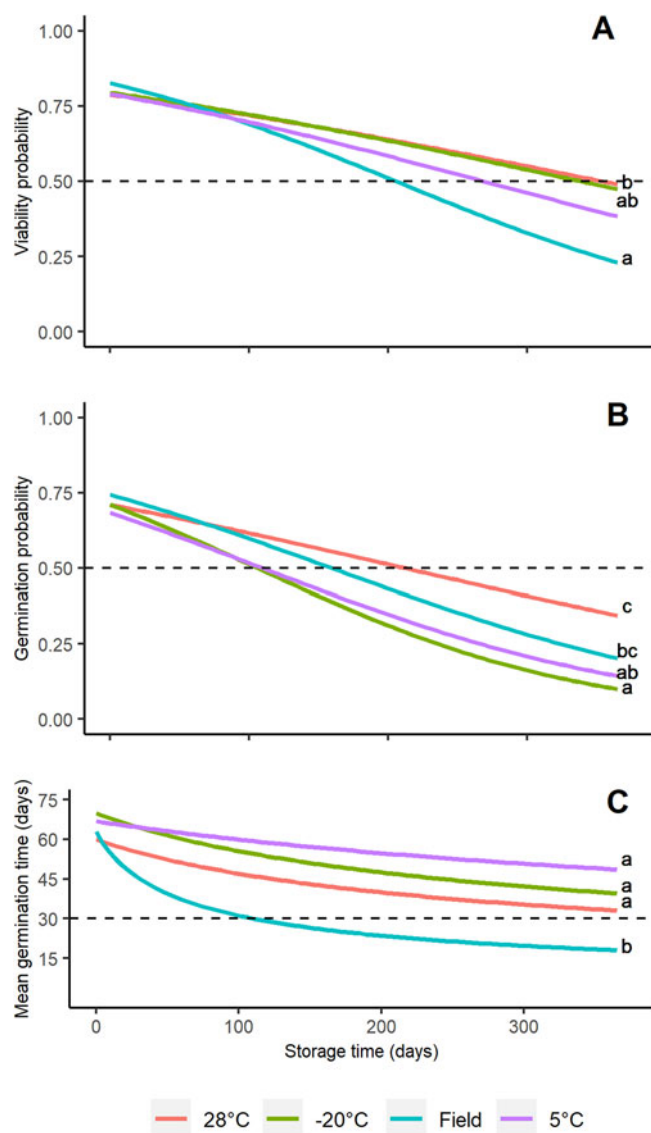 A
Viability probability
1.00
0.75
0.50
0.25
0.00
b
ab
a
B
Germination probability
1.00
0.75
0.50
0.25
0.00
c
bc
ab
a
C
Mean germination time (days)
75
60
45
30
15
a
a
a
b
0 100 200 300
Storage time (days)
28°C -20°C Field 5°C